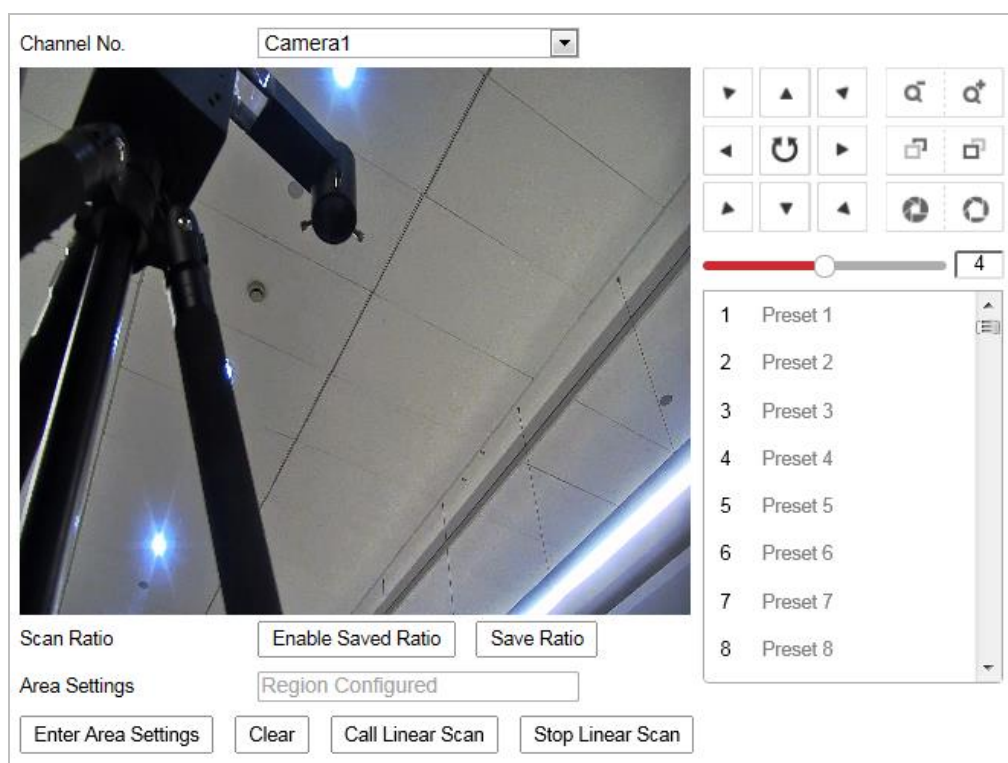 Channel No. Camera1
4
1 Preset 1
2 Preset 2
3 Preset 3
4 Preset 4
5 Preset 5
6 Preset 6
7 Preset 7
8 Preset 8
Scan Ratio Enable Saved Ratio Save Ratio
Area Settings Region Configured
Enter Area Settings Clear Call Linear Scan Stop Linear Scan